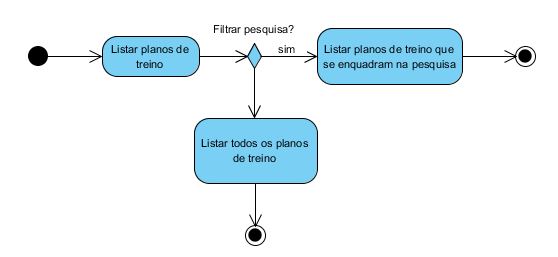 Filtrar pesquisa?
Listar planos de
treino
sim
Listar planos de treino que
se enquadram na pesquisa
Listar todos os planos
de treino